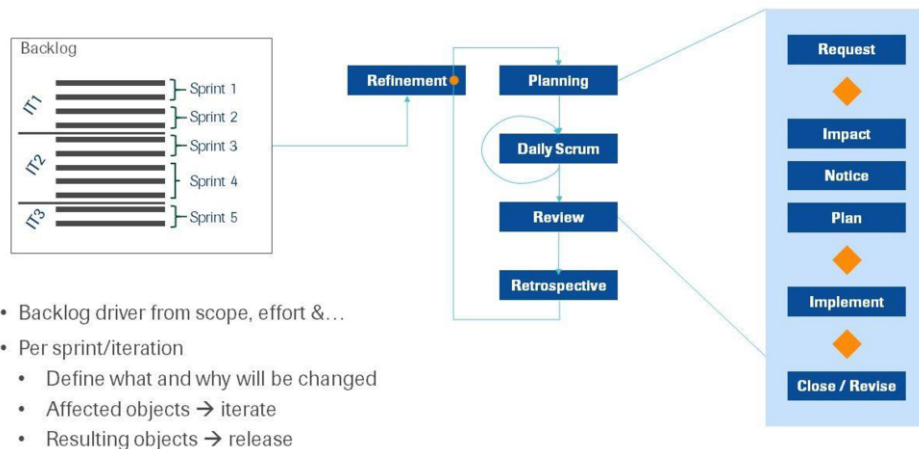 Backlog
IT1
Sprint 1
Sprint 2
IT2
Sprint 3
Sprint 4
IT3
Sprint 5
Refinement
Planning
Daily Scrum
Review
Retrospective
Request
Impact
Notice
Plan
Implement
Close / Revise
• Backlog driver from scope, effort &...
• Per sprint/iteration
• Define what and why will be changed
• Affected objects → iterate
• Resulting objects → release